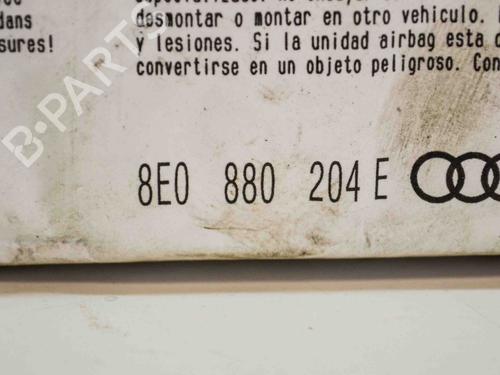 dans
sures!
desmontar o montar en otro vehiculo.
y lesiones. Si la unidad airbag esta
convertirse en un objeto peligroso. Con
8E0 880 204 E
B-PARTS